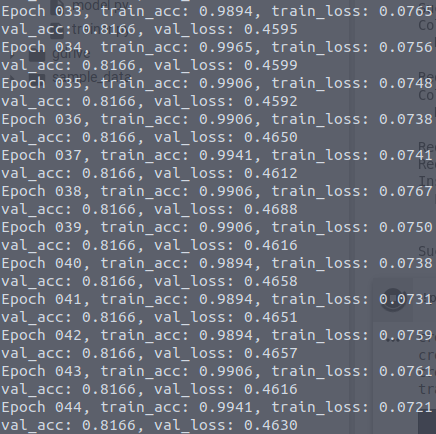 Epoch 033, train_acc: 0.9894, train_loss: 0.0765
val_acc: 0.8166, val_loss: 0.4595
Epoch 034, train_acc: 0.9965, train_loss: 0.0756
val_acc: 0.8166, val_loss: 0.4599
Epoch 035, train_acc: 0.9906, train_loss: 0.0748
val_acc: 0.8166, val_loss: 0.4592
Epoch 036, train_acc: 0.9906, train_loss: 0.0738
val_acc: 0.8166, val_loss: 0.4650
Epoch 037, train_acc: 0.9941, train_loss: 0.0741
val_acc: 0.8166, val_loss: 0.4612
Epoch 038, train_acc: 0.9906, train_loss: 0.0767
val_acc: 0.8166, val_loss: 0.4688
Epoch 039, train_acc: 0.9906, train_loss: 0.0750
val_acc: 0.8166, val_loss: 0.4616
Epoch 040, train_acc: 0.9894, train_loss: 0.0738
val_acc: 0.8166, val_loss: 0.4658
Epoch 041, train_acc: 0.9894, train_loss: 0.0731
val_acc: 0.8166, val_loss: 0.4651
Epoch 042, train_acc: 0.9894, train_loss: 0.0759
val_acc: 0.8166, val_loss: 0.4657
Epoch 043, train_acc: 0.9906, train_loss: 0.0761
val_acc: 0.8166, val_loss: 0.4616
Epoch 044, train_acc: 0.9941, train_loss: 0.0721
val_acc: 0.8166, val_loss: 0.4630
model.py
sample_data